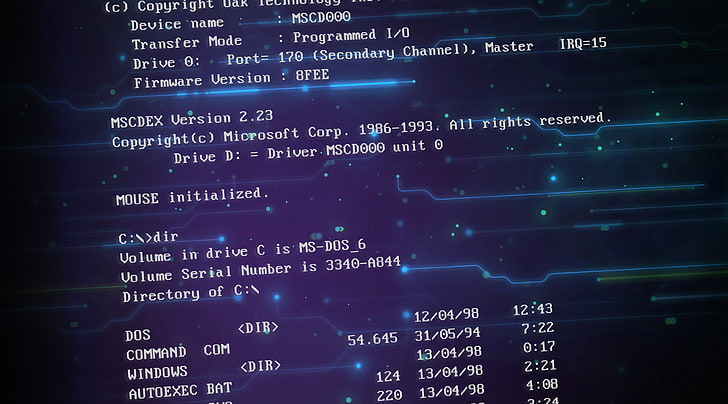 (c) Copyright Oak Technology Inc.
Device name : MSCD000
Transfer Mode : Programmed I/O
Drive 0: Port= 170 (Secondary Channel), Master IRQ=15
Firmware Version : 8FEE
MSCDEX Version 2.23
Copyright(c) Microsoft Corp. 1986-1993. All rights reserved.
Drive D: = Driver MSCD000 unit 0
MOUSE initialized.
C:\>dir
Volume in drive C is MS-DOS_6
Volume Serial Number is 3340-A844
Directory of C:\
DOS <DIR> 12/04/98 12:43
COMMAND COM 54.645 31/05/94 7:22
WINDOWS <DIR> 13/04/98 0:17
AUTOEXEC BAT 124 13/04/98 2:21
220 13/04/98 4:08
3:24